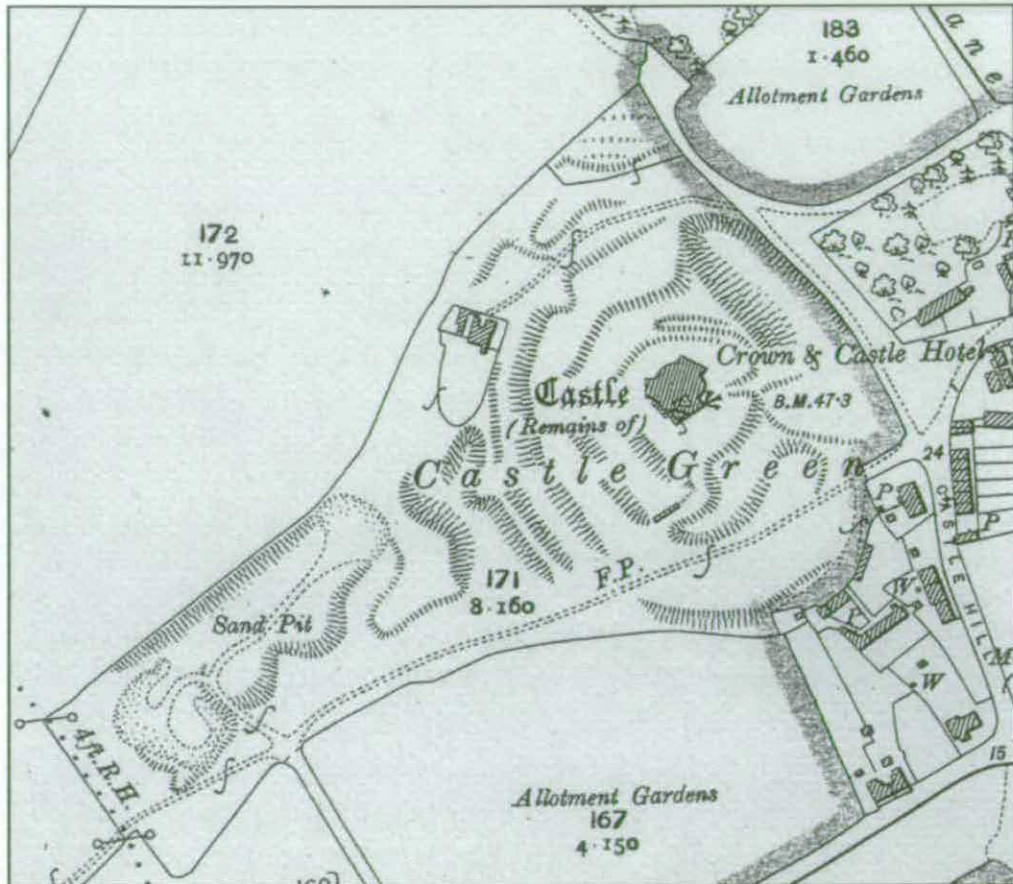 183
1·460
Allotment Gardens
ane
172
11·970
Crown & Castle Hotel
Castle
(Remains of)
B.M. 47·3
Castle Green
24
P
CASTLE HILL
P
F.P.
171
8·160
W
P
Sand Pit
W
M
4ft. R.H.
15
Allotment Gardens
167
4·150